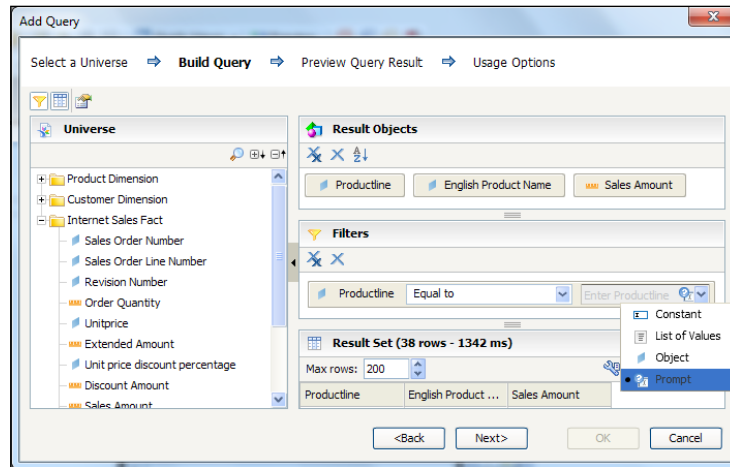 Add Query
Select a Universe Build Query Preview Query Result Usage Options
Universe
Product Dimension
Customer Dimension
Internet Sales Fact
Sales Order Number
Sales Order Line Number
Revision Number
Order Quantity
Unitprice
Extended Amount
Unit price discount percentage
Discount Amount
Sales Amount
Result Objects
Productline English Product Name Sales Amount
Filters
Productline Equal to Enter Productline
Constant
List of Values
Object
Prompt
Result Set (38 rows - 1342 ms)
Max rows: 200
Productline English Product ... Sales Amount
<Back Next> OK Cancel